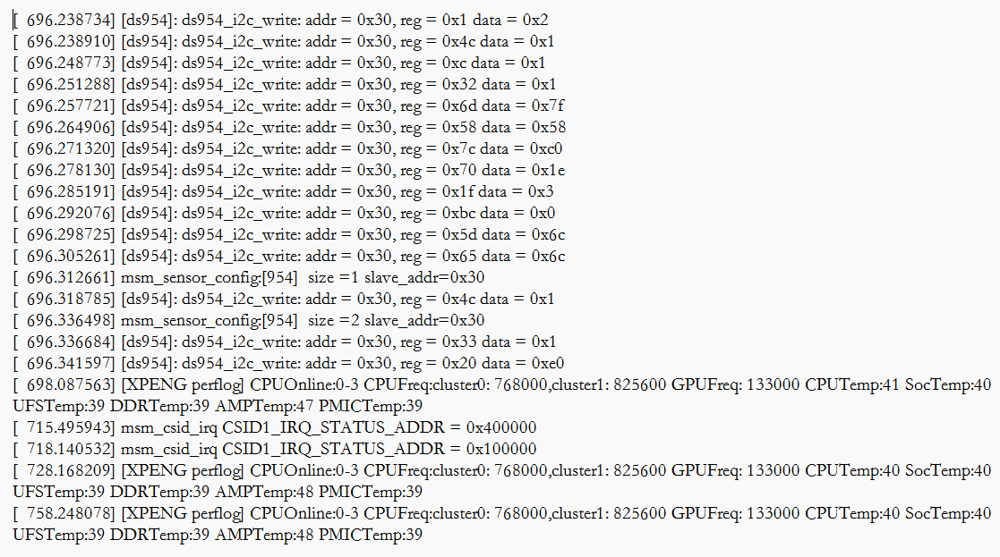 [  696.238734] [ds954]: ds954_i2c_write: addr = 0x30, reg = 0x1 data = 0x2
[  696.238910] [ds954]: ds954_i2c_write: addr = 0x30, reg = 0x4c data = 0x1
[  696.248773] [ds954]: ds954_i2c_write: addr = 0x30, reg = 0xc data = 0x1
[  696.251288] [ds954]: ds954_i2c_write: addr = 0x30, reg = 0x32 data = 0x1
[  696.257721] [ds954]: ds954_i2c_write: addr = 0x30, reg = 0x6d data = 0x7f
[  696.264906] [ds954]: ds954_i2c_write: addr = 0x30, reg = 0x58 data = 0x58
[  696.271320] [ds954]: ds954_i2c_write: addr = 0x30, reg = 0x7c data = 0xc0
[  696.278130] [ds954]: ds954_i2c_write: addr = 0x30, reg = 0x70 data = 0x1e
[  696.285191] [ds954]: ds954_i2c_write: addr = 0x30, reg = 0x1f data = 0x3
[  696.292076] [ds954]: ds954_i2c_write: addr = 0x30, reg = 0xbc data = 0x0
[  696.298725] [ds954]: ds954_i2c_write: addr = 0x30, reg = 0x5d data = 0x6c
[  696.305261] [ds954]: ds954_i2c_write: addr = 0x30, reg = 0x65 data = 0x6c
[  696.312661] msm_sensor_config:[954]  size =1 slave_addr=0x30
[  696.318785] [ds954]: ds954_i2c_write: addr = 0x30, reg = 0x4c data = 0x1
[  696.336498] msm_sensor_config:[954]  size =2 slave_addr=0x30
[  696.336684] [ds954]: ds954_i2c_write: addr = 0x30, reg = 0x33 data = 0x1
[  696.341597] [ds954]: ds954_i2c_write: addr = 0x30, reg = 0x20 data = 0xe0
[  698.087563] [XPENG perflog] CPUOnline:0-3 CPUFreq:cluster0: 768000,cluster1: 825600 GPUFreq: 133000 CPUTemp:41 SocTemp:40
UFSTemp:39 DDRTemp:39 AMPTemp:47 PMICTemp:39
[  715.495943] msm_csid_irq CSID1_IRQ_STATUS_ADDR = 0x400000
[  718.140532] msm_csid_irq CSID1_IRQ_STATUS_ADDR = 0x100000
[  728.168209] [XPENG perflog] CPUOnline:0-3 CPUFreq:cluster0: 768000,cluster1: 825600 GPUFreq: 133000 CPUTemp:40 SocTemp:40
UFSTemp:39 DDRTemp:39 AMPTemp:48 PMICTemp:39
[  758.248078] [XPENG perflog] CPUOnline:0-3 CPUFreq:cluster0: 768000,cluster1: 825600 GPUFreq: 133000 CPUTemp:40 SocTemp:40
UFSTemp:39 DDRTemp:39 AMPTemp:48 PMICTemp:39